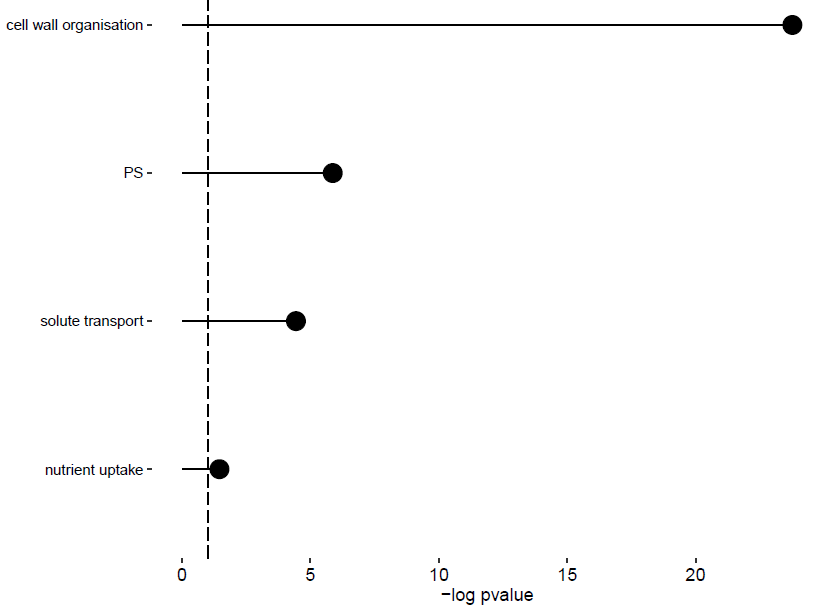 cell wall organisation
PS
solute transport
nutrient uptake
0 5 10 15 20
−log pvalue